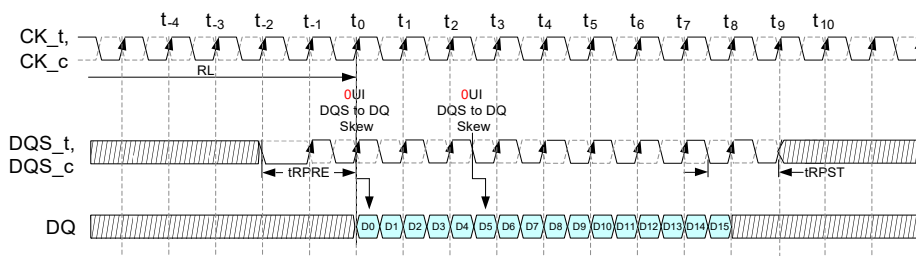 t-4 t-3 t-2 t-1 t0 t1 t2 t3 t4 t5 t6 t7 t8 t9 t10
CK_t,
CK_c
RL
0UI 0UI
DQS to DQ DQS to DQ
Skew Skew
DQS_t,
DQS_c
tRPRE tRPST
DQ D0 D1 D2 D3 D4 D5 D6 D7 D8 D9 D10 D11 D12 D13 D14 D15